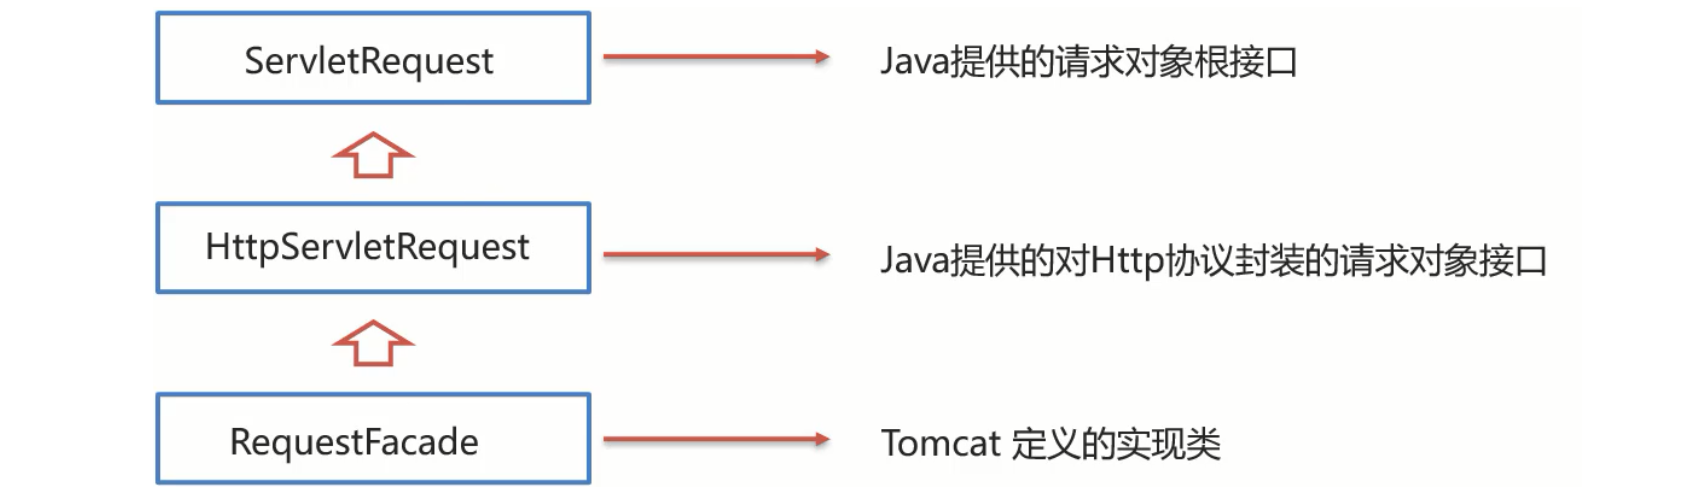 ServletRequest
Java提供的请求对象根接口
HttpServletRequest
Java提供的对Http协议封装的请求对象接口
RequestFacade
Tomcat 定义的实现类